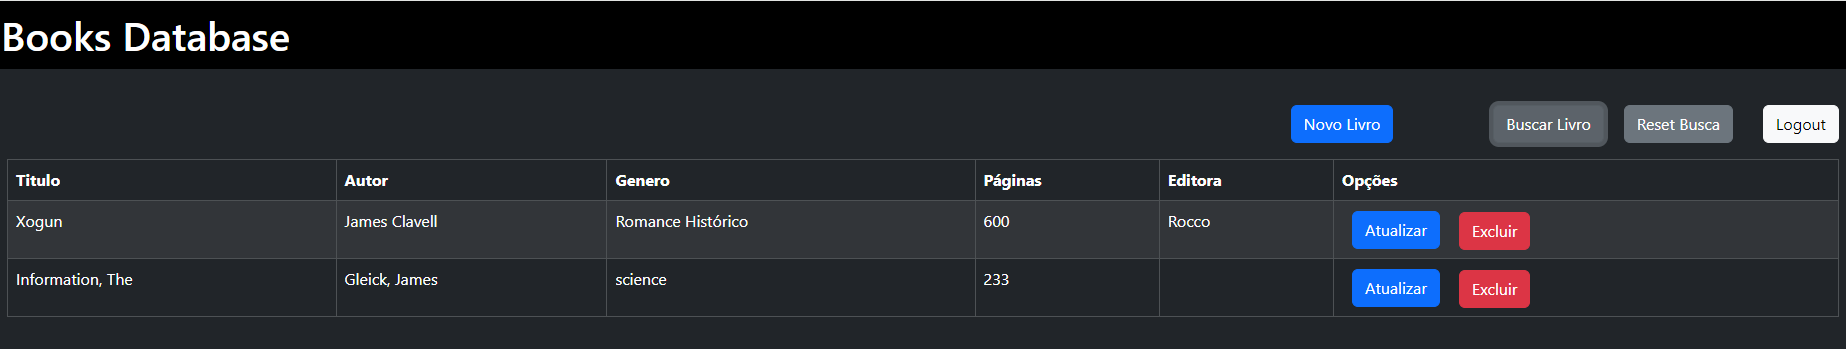 Books Database
Novo Livro Buscar Livro Reset Busca Logout
Titulo Autor Genero Páginas Editora Opções
Xogun James Clavell Romance Histórico 600 Rocco Atualizar Excluir
Information, The Gleick, James science 233 Atualizar Excluir